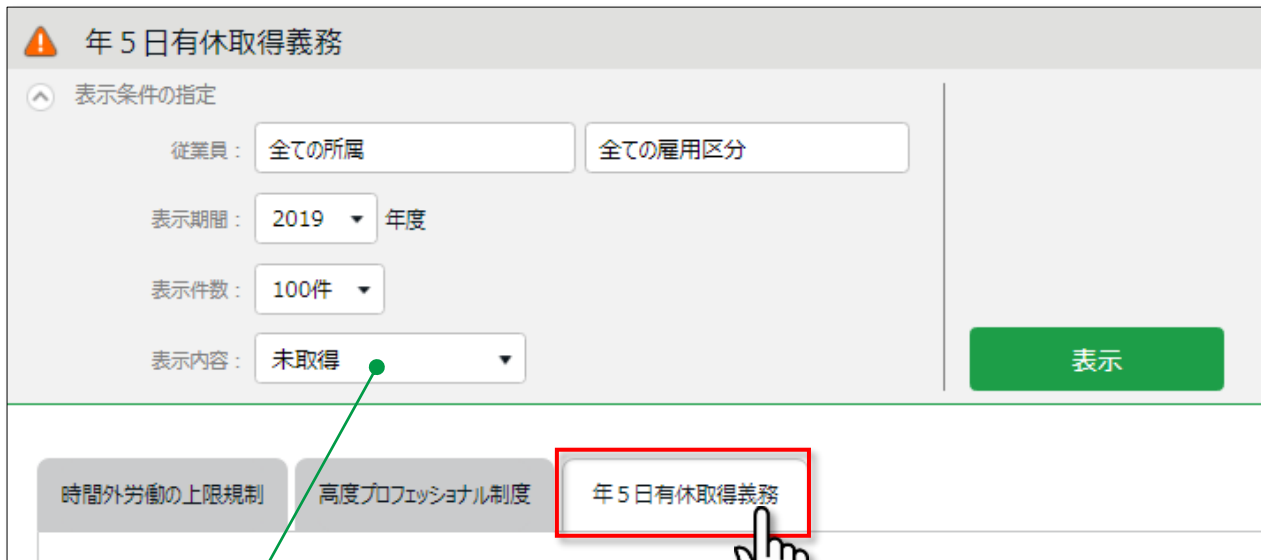 年５日有休取得義務
表示条件の指定
従業員： 全ての所属 全ての雇用区分
表示期間： 2019 年度
表示件数： 100件
表示内容： 未取得
表示
時間外労働の上限規制 高度プロフェッショナル制度 年５日有休取得義務